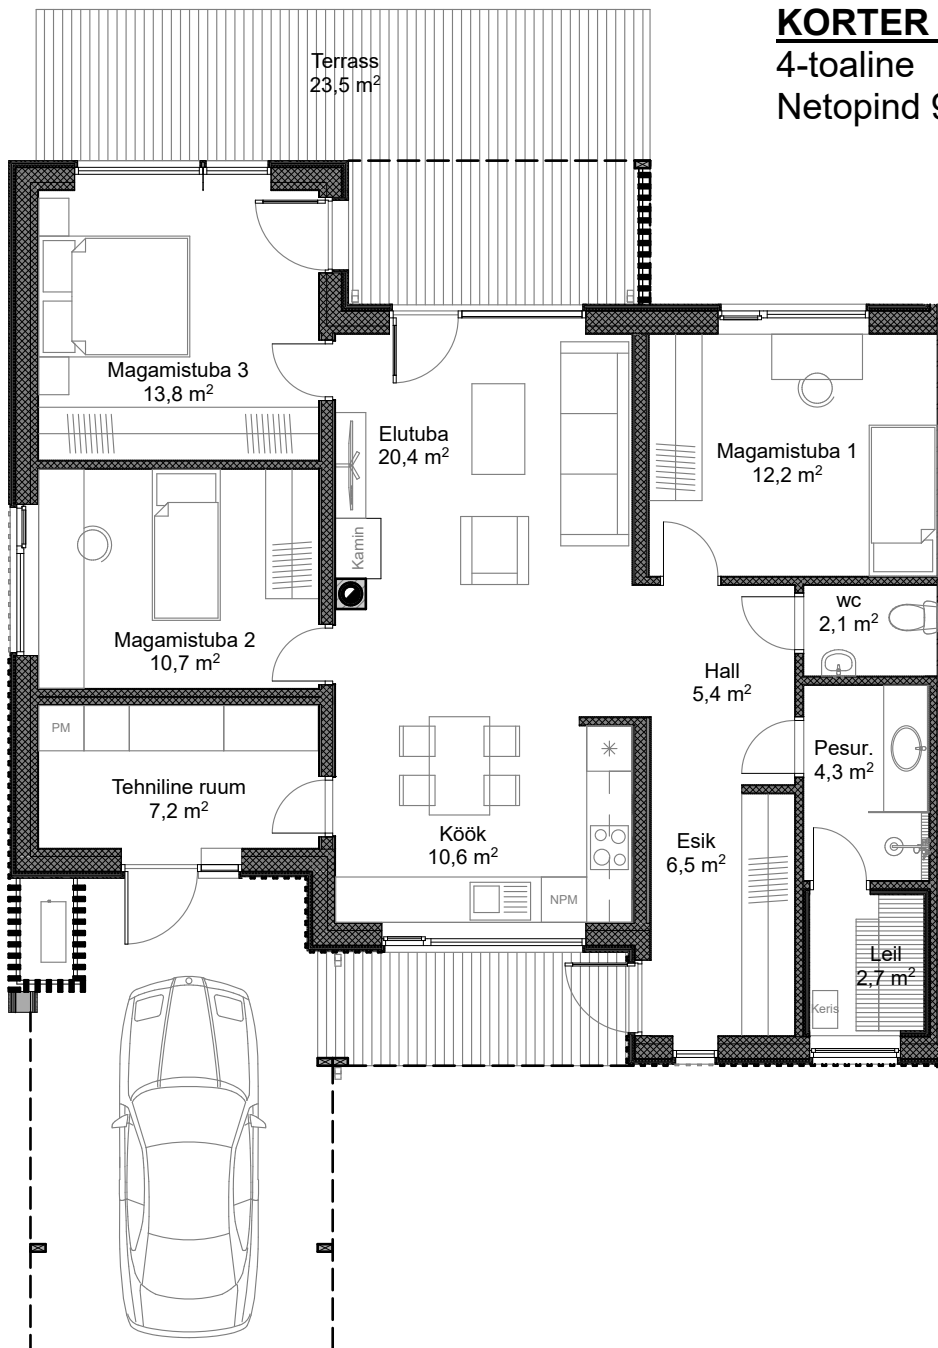 KORTER
4-toaline
Netopind 9
Terrass
23,5 m²
Magamistuba 3
13,8 m²
Elutuba
20,4 m²
Magamistuba 1
12,2 m²
Kamin
wc
2,1 m²
Magamistuba 2
10,7 m²
Hall
5,4 m²
PM
Pesur.
4,3 m²
Tehniline ruum
7,2 m²
Köök
10,6 m²
Esik
6,5 m²
NPM
Leil
2,7 m²
Keris